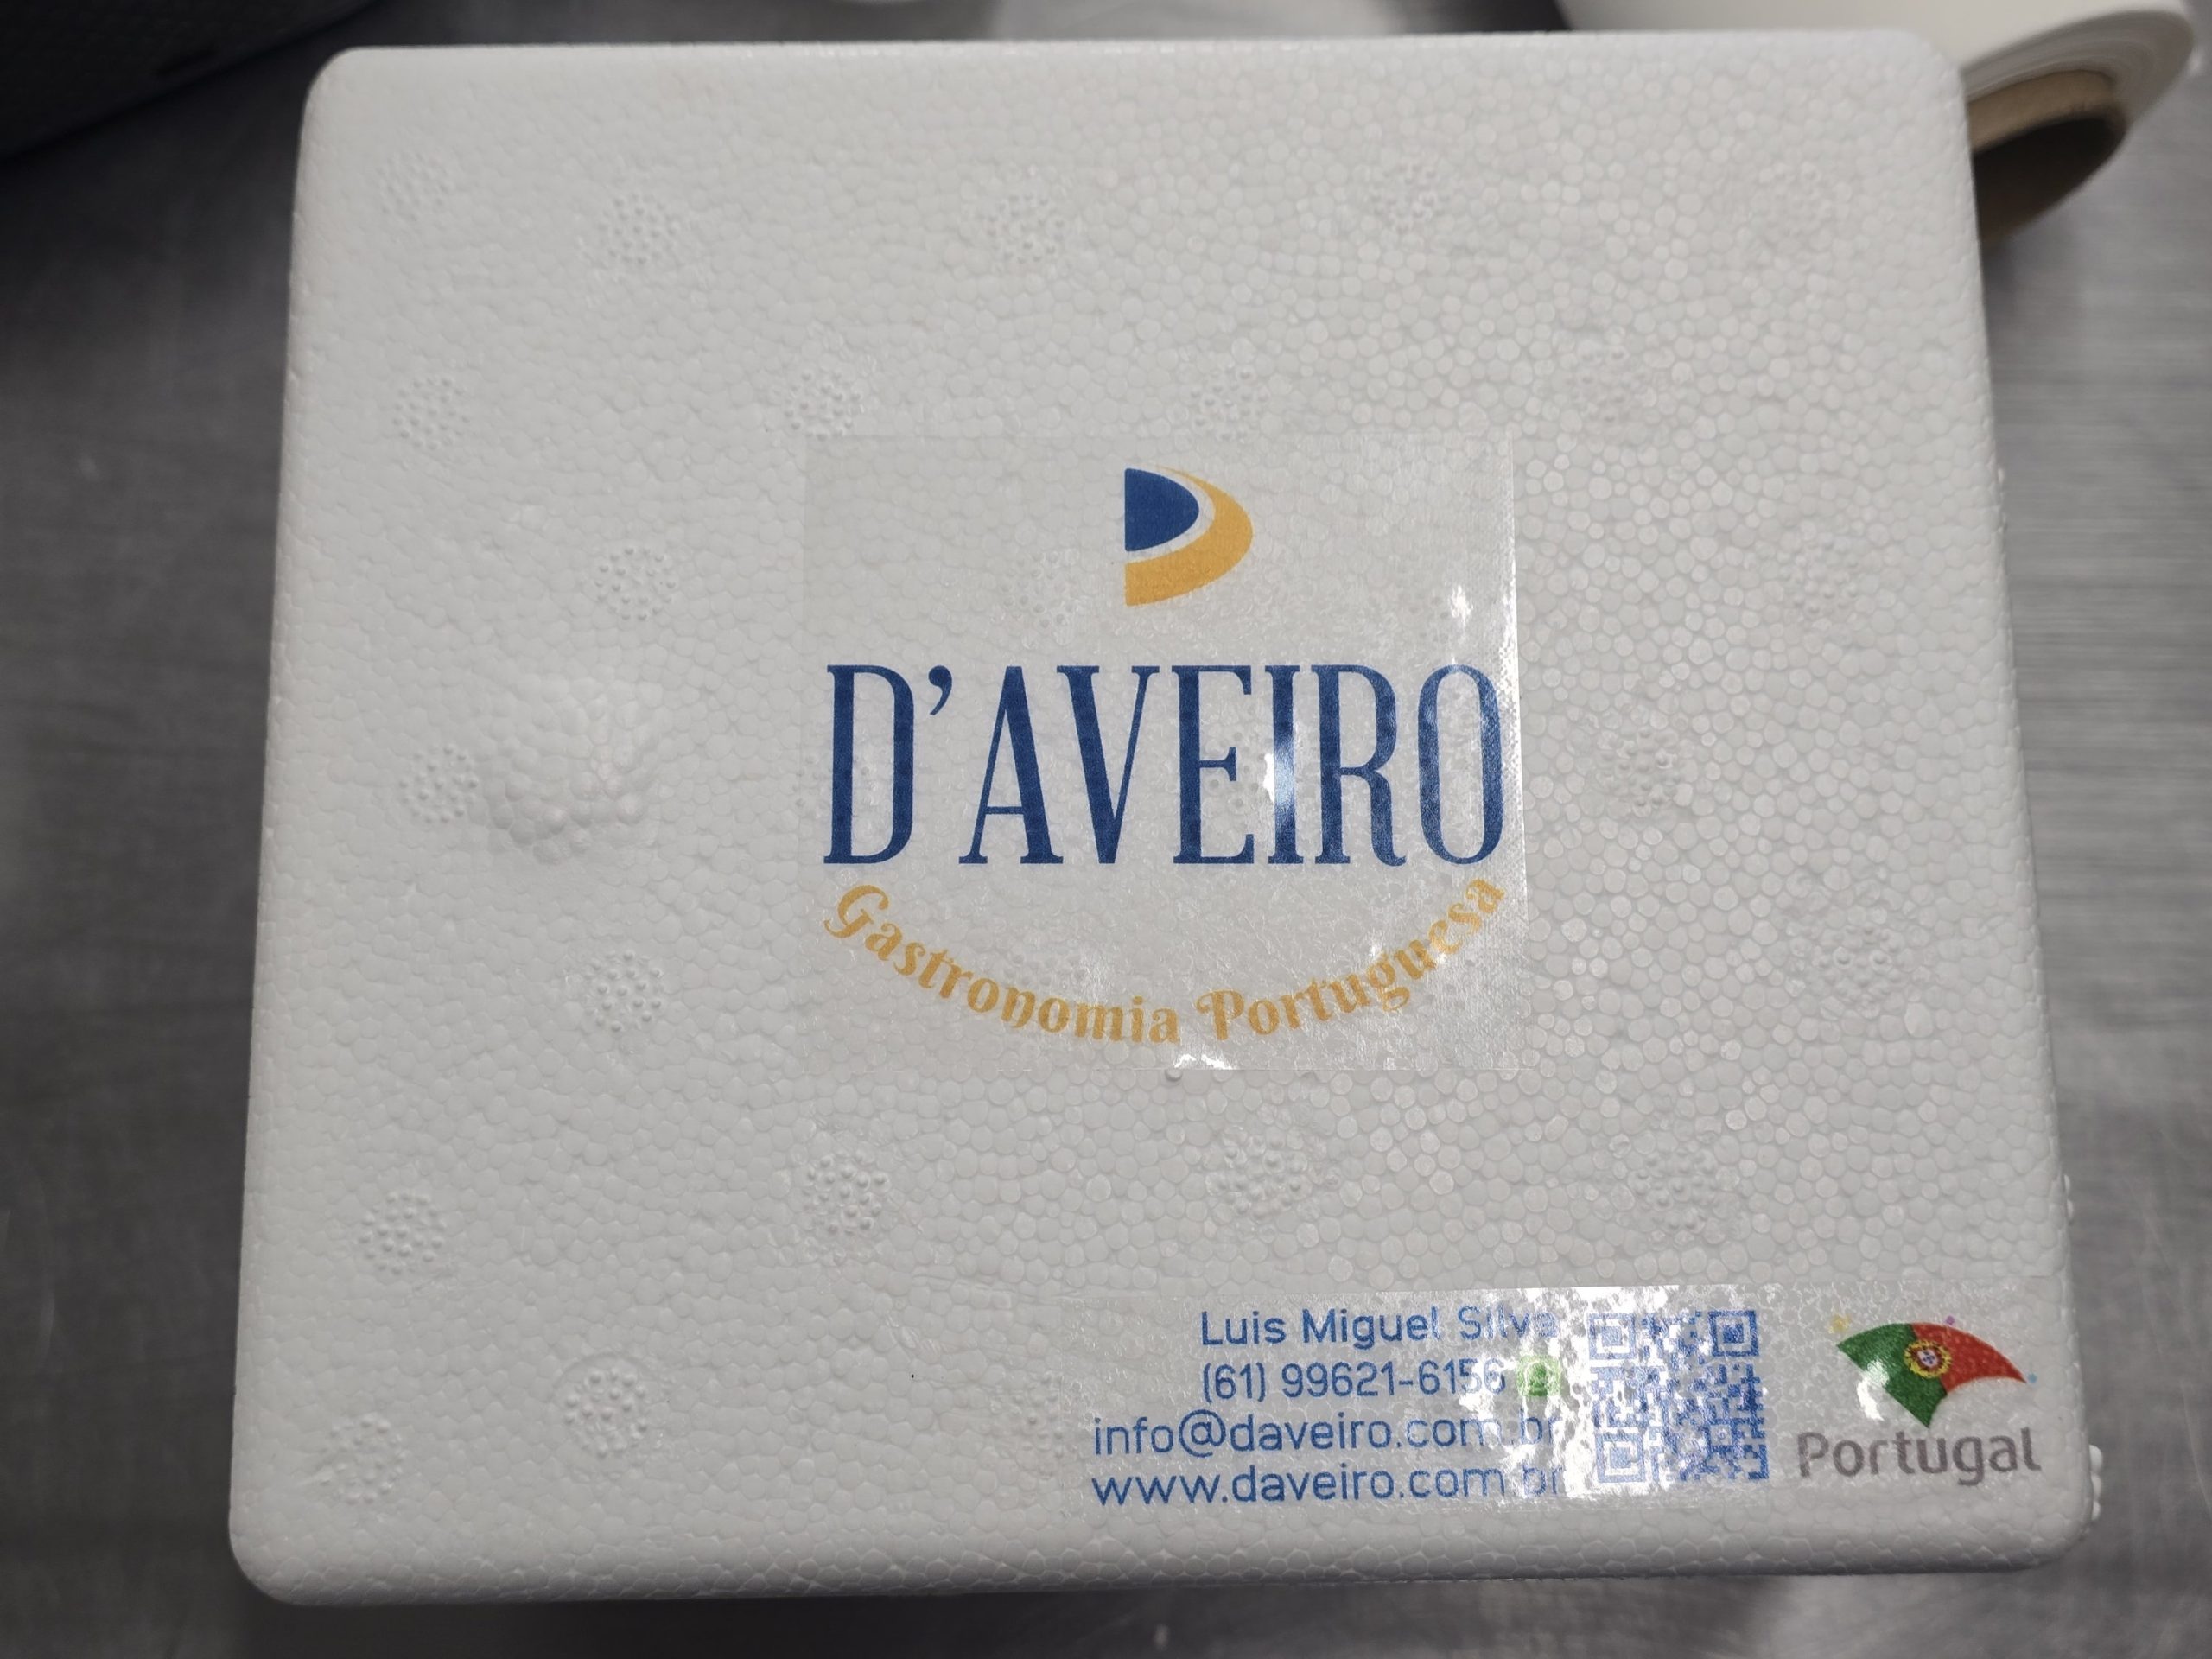 D'AVEIRO
Gastronomia Portuguesa
Luis Miguel Silva
(61) 99621-6156
info@daveiro.com.br
www.daveiro.com.br
Portugal